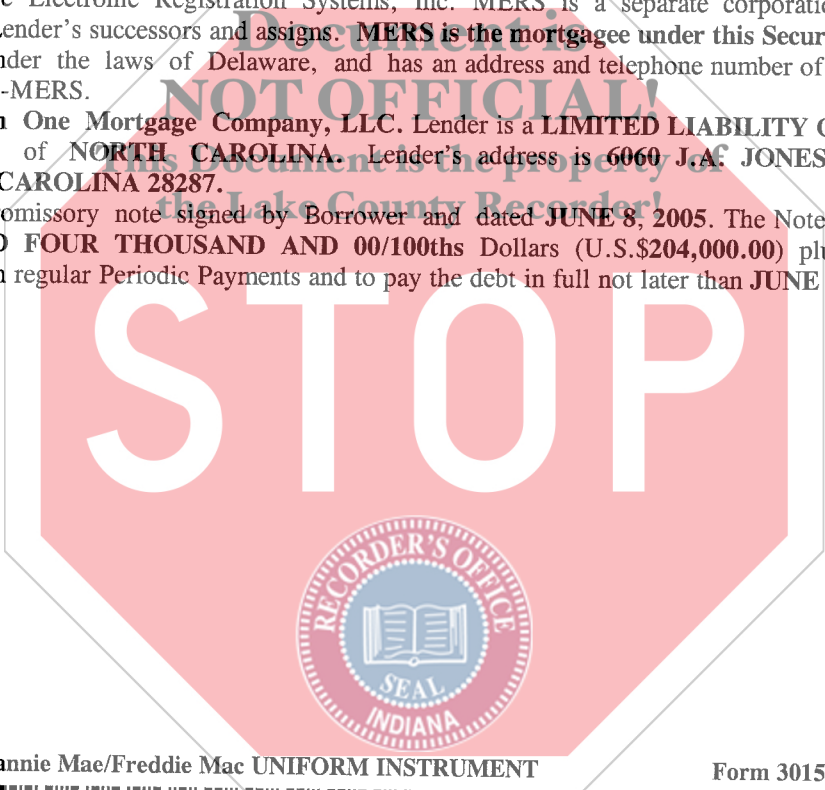 Electronic Registration Systems, Inc. MERS is a separate corporati
ender's successors and assigns. MERS is the mortgagee under this Secur
der the laws of Delaware, and has an address and telephone number of
-MERS.
One Mortgage Company, LLC. Lender is a LIMITED LIABILITY
of NORTH CAROLINA. Lender's address is 6060 J.A. JONES
CAROLINA 28287.
omissory note signed by Borrower and dated JUNE 8, 2005. The Note
FOUR THOUSAND AND 00/100ths Dollars (U.S.$204,000.00) pl
regular Periodic Payments and to pay the debt in full not later than JUNE
Document is
NOT OFFICIAL!
This Document is the property of
the Lake County Recorder!
STOP
RECORDER'S OFFICE
SEAL
INDIANA
annie Mae/Freddie Mac UNIFORM INSTRUMENT
Form 3015